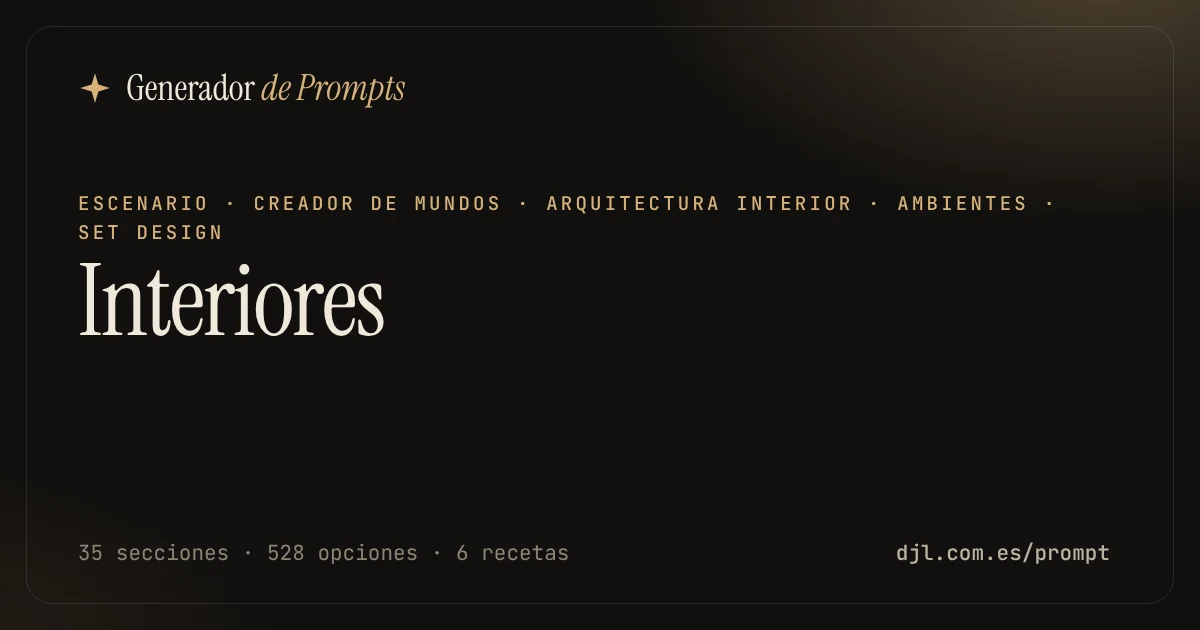 Generador de Prompts
ESCENARIO · CREADOR DE MUNDOS · ARQUITECTURA INTERIOR · AMBIENTES ·
SET DESIGN
Interiores
35 secciones · 528 opciones · 6 recetas
djl.com.es/prompt